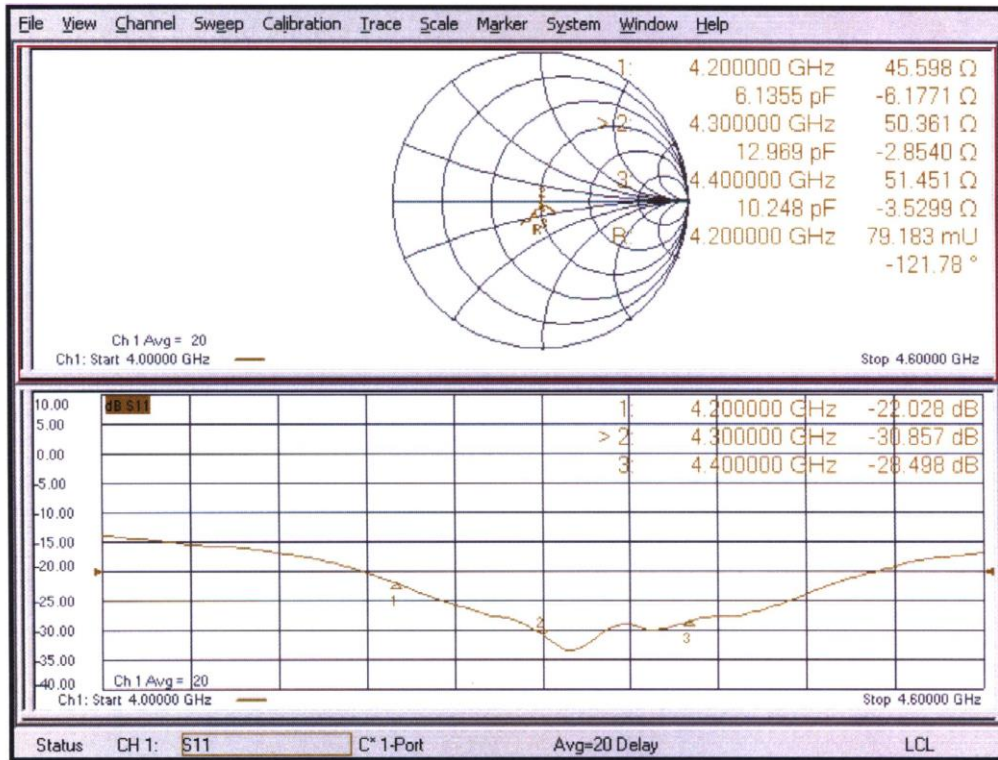 File View Channel Sweep Calibration Trace Scale Marker System Window Help
1: 4.200000 GHz 45.598 Ω
6.1355 pF -6.1771 Ω
> 2: 4.300000 GHz 50.361 Ω
12.969 pF -2.8540 Ω
3: 4.400000 GHz 51.451 Ω
10.248 pF -3.5299 Ω
R: 4.200000 GHz 79.183 mU
-121.78 °
R
Ch 1 Avg = 20
Ch1: Start 4.00000 GHz Stop 4.60000 GHz
10.00 dB S11 1: 4.200000 GHz -22.028 dB
5.00 > 2: 4.300000 GHz -30.857 dB
0.00 3: 4.400000 GHz -28.498 dB
-5.00
-10.00
-15.00
-20.00
-25.00 1
-30.00 2 3
-35.00
-40.00 Ch 1 Avg = 20
Ch1: Start 4.00000 GHz Stop 4.60000 GHz
Status CH 1: S11 C* 1-Port Avg=20 Delay LCL